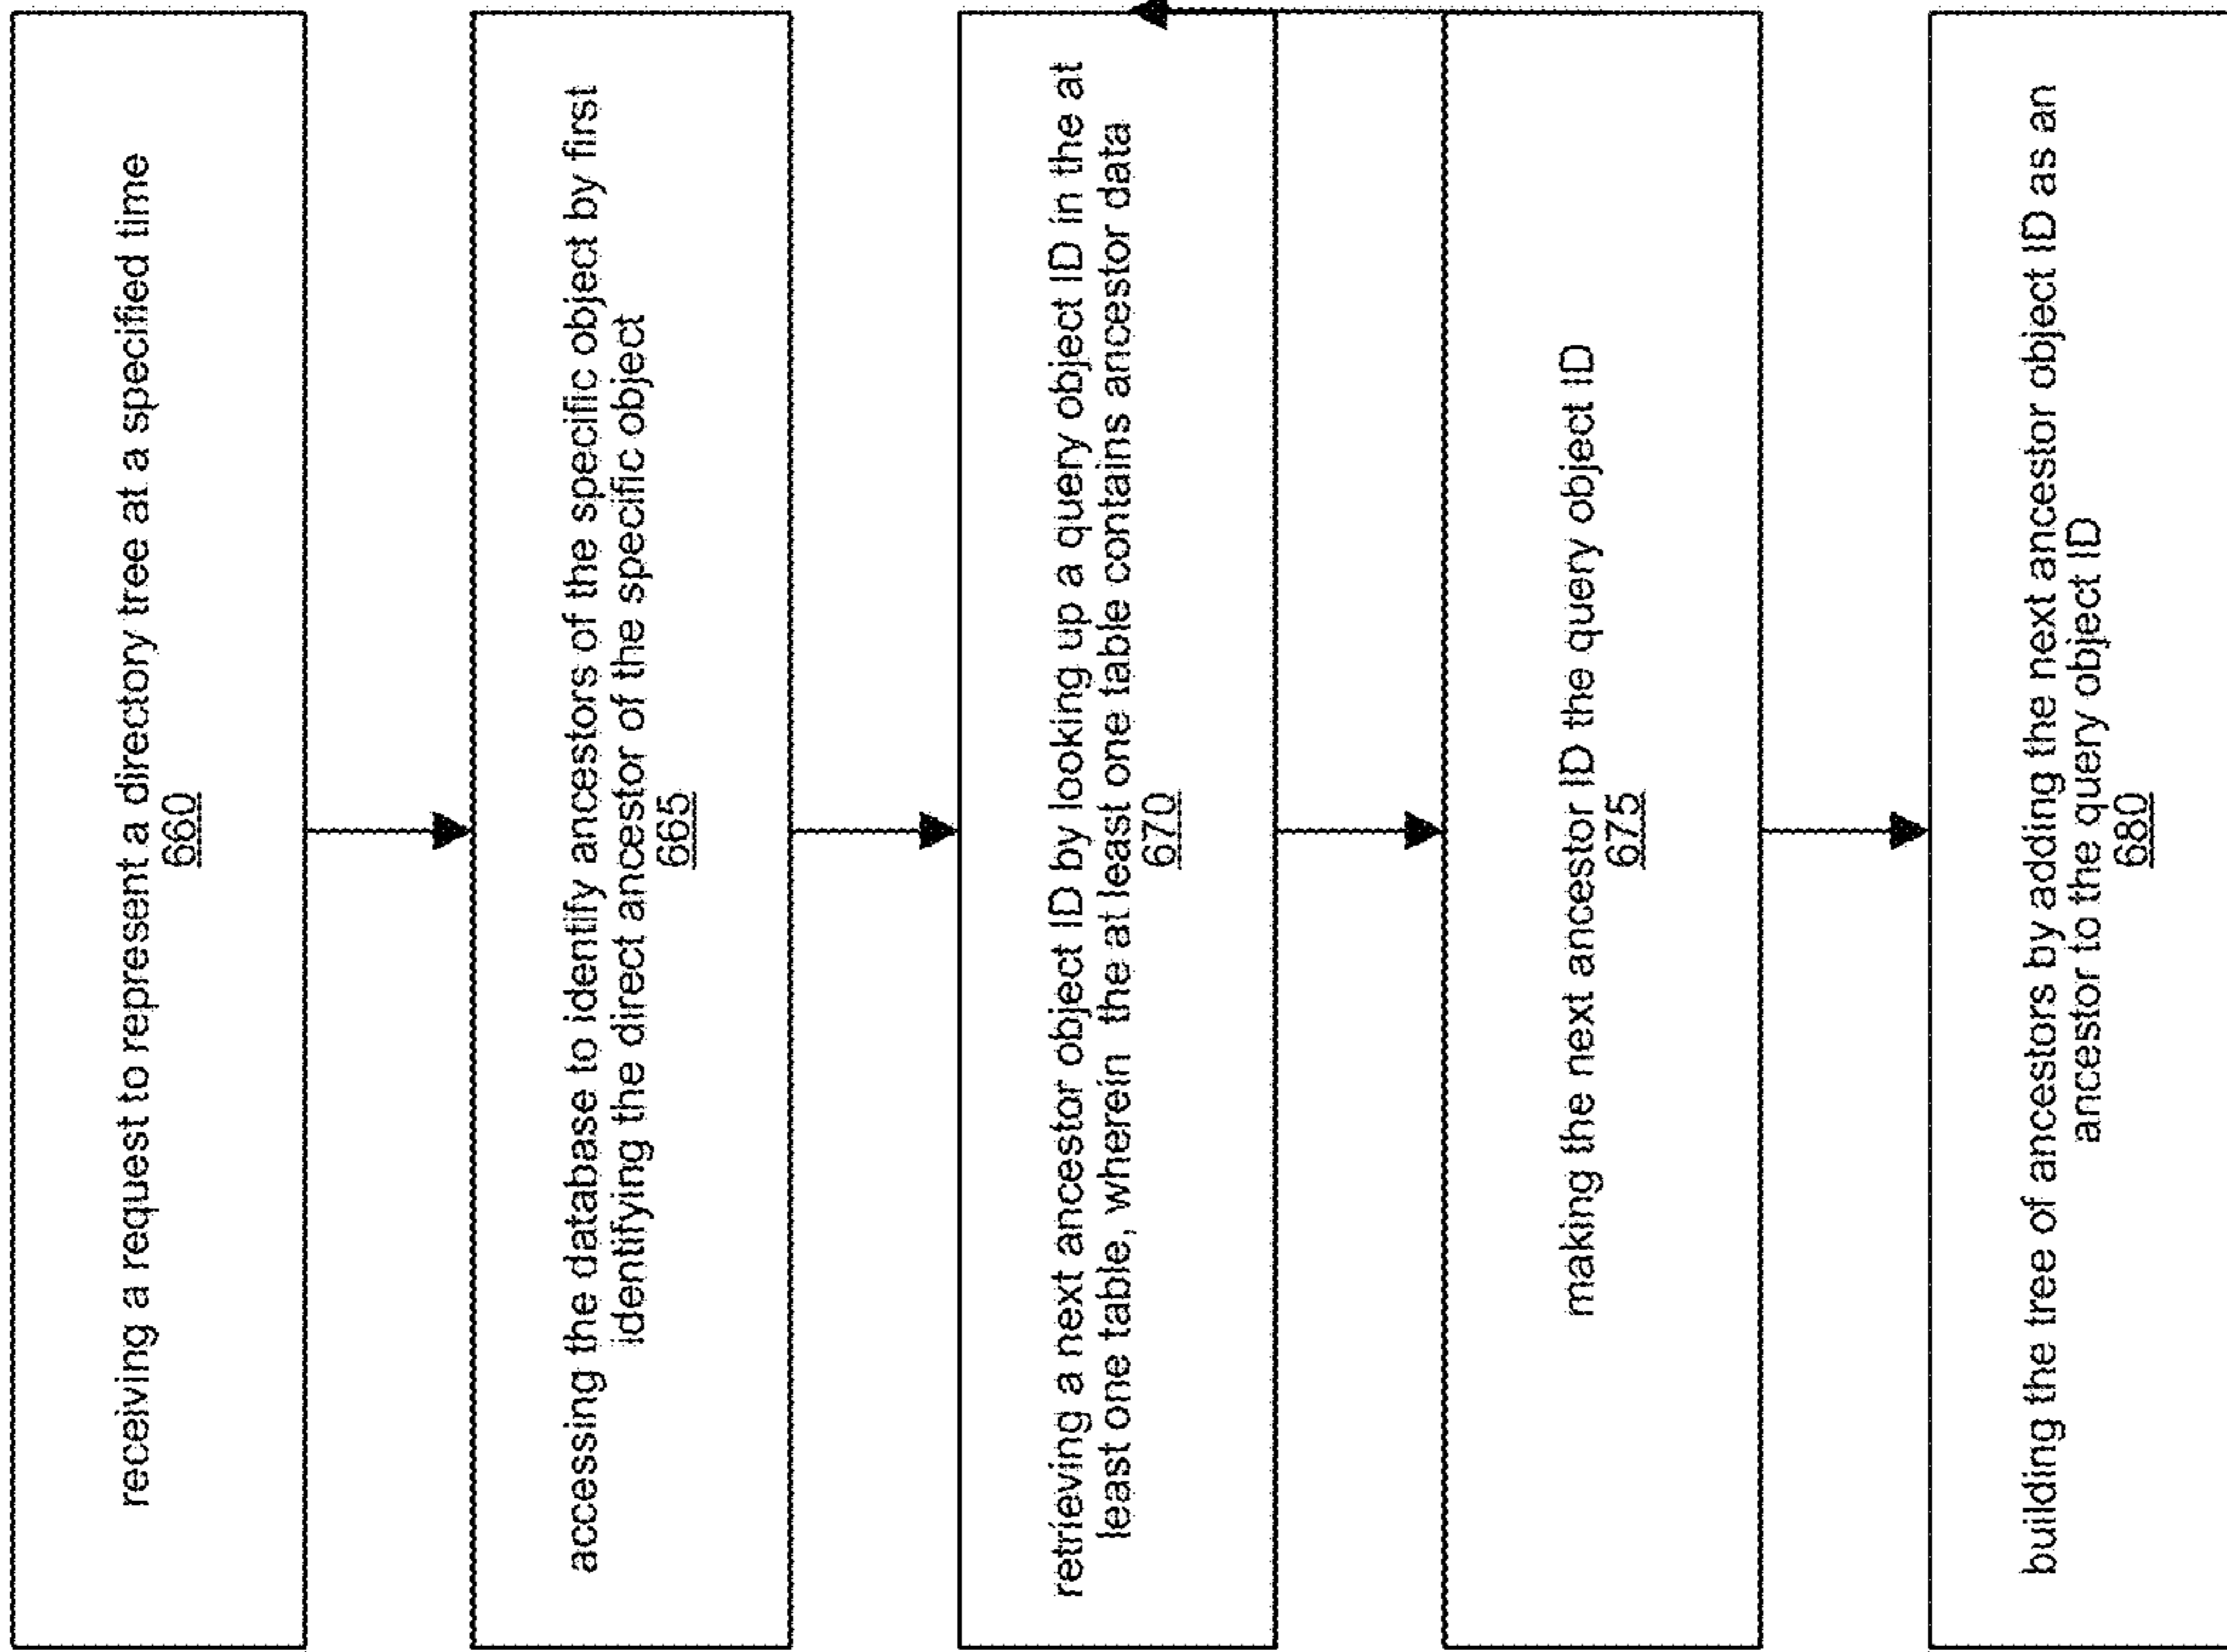 receiving a request to represent a directory tree at a specified time
660
accessing the database to identify ancestors of the specific object by first
identifying the direct ancestor of the specific object
665
retrieving a next ancestor object ID by looking up a query object ID in the at
least one table, wherein the at least one table contains ancestor data
670
making the next ancestor ID the query object ID
675
building the tree of ancestors by adding the next ancestor object ID as an
ancestor to the query object ID
680